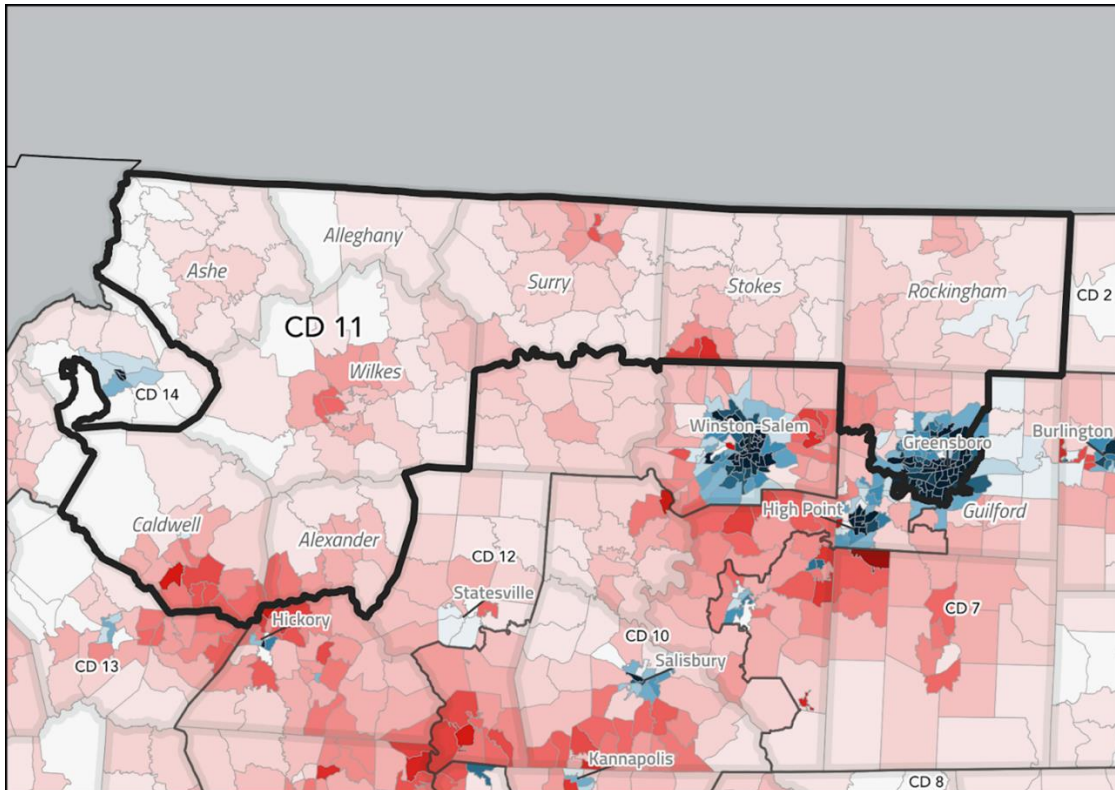 Alleghany
Ashe
Surry
Stokes
Rockingham
CD 2
CD 11
Wilkes
CD 14
Winston-Salem
Greensboro
Burlington
High Point
Guilford
Caldwell
Alexander
CD 12
Statesville
Hickory
CD 7
CD 13
CD 10
Salisbury
Kannapolis
CD 8